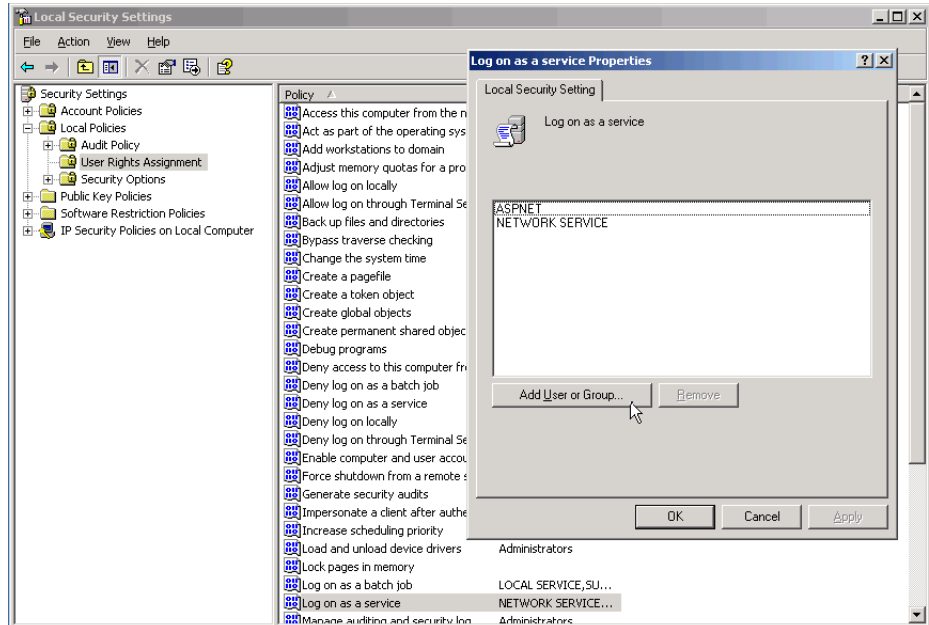 Local Security Settings
File Action View Help
Security Settings
Account Policies
Local Policies
Audit Policy
User Rights Assignment
Security Options
Public Key Policies
Software Restriction Policies
IP Security Policies on Local Computer
Policy
Access this computer from the n
Act as part of the operating sys
Add workstations to domain
Adjust memory quotas for a pro
Allow log on locally
Allow log on through Terminal Se
Back up files and directories
Bypass traverse checking
Change the system time
Create a pagefile
Create a token object
Create global objects
Create permanent shared objec
Debug programs
Deny access to this computer fr
Deny log on as a batch job
Deny log on as a service
Deny log on locally
Deny log on through Terminal Se
Enable computer and user accou
Force shutdown from a remote s
Generate security audits
Impersonate a client after authe
Increase scheduling priority
Load and unload device drivers Administrators
Lock pages in memory
Log on as a batch job LOCAL SERVICE,SU...
Log on as a service NETWORK SERVICE...
Manage auditing and security log Administrators
Log on as a service Properties
Local Security Setting
Log on as a service
ASPNET
NETWORK SERVICE
Add User or Group... Remove
OK Cancel Apply